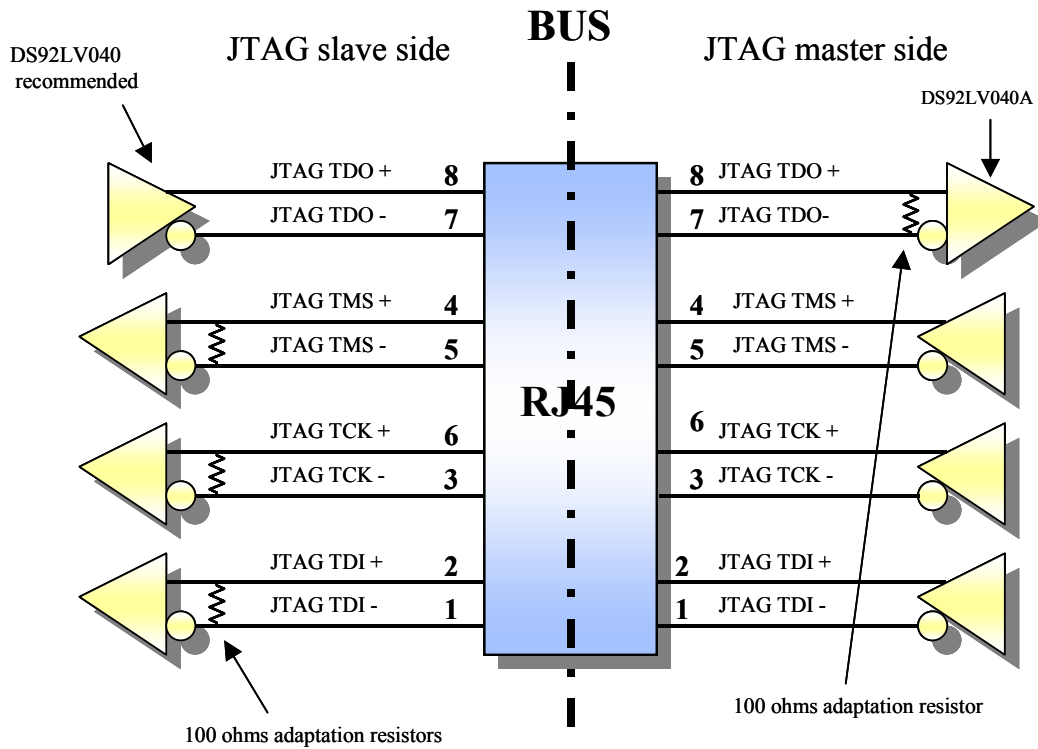 BUS
JTAG slave side
JTAG master side
DS92LV040
recommended
DS92LV040A
JTAG TDO + 8
8 JTAG TDO +
JTAG TDO - 7
7 JTAG TDO-
JTAG TMS + 4
4 JTAG TMS +
JTAG TMS - 5
5 JTAG TMS -
RJ45
JTAG TCK + 6
6 JTAG TCK +
JTAG TCK - 3
3 JTAG TCK -
JTAG TDI + 2
2 JTAG TDI +
JTAG TDI - 1
1 JTAG TDI -
100 ohms adaptation resistors
100 ohms adaptation resistor